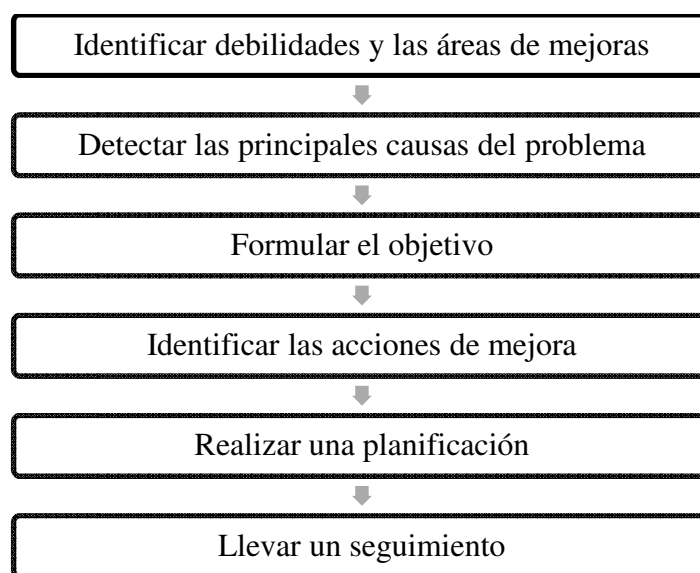 Identificar debilidades y las áreas de mejoras
Detectar las principales causas del problema
Formular el objetivo
Identificar las acciones de mejora
Realizar una planificación
Llevar un seguimiento